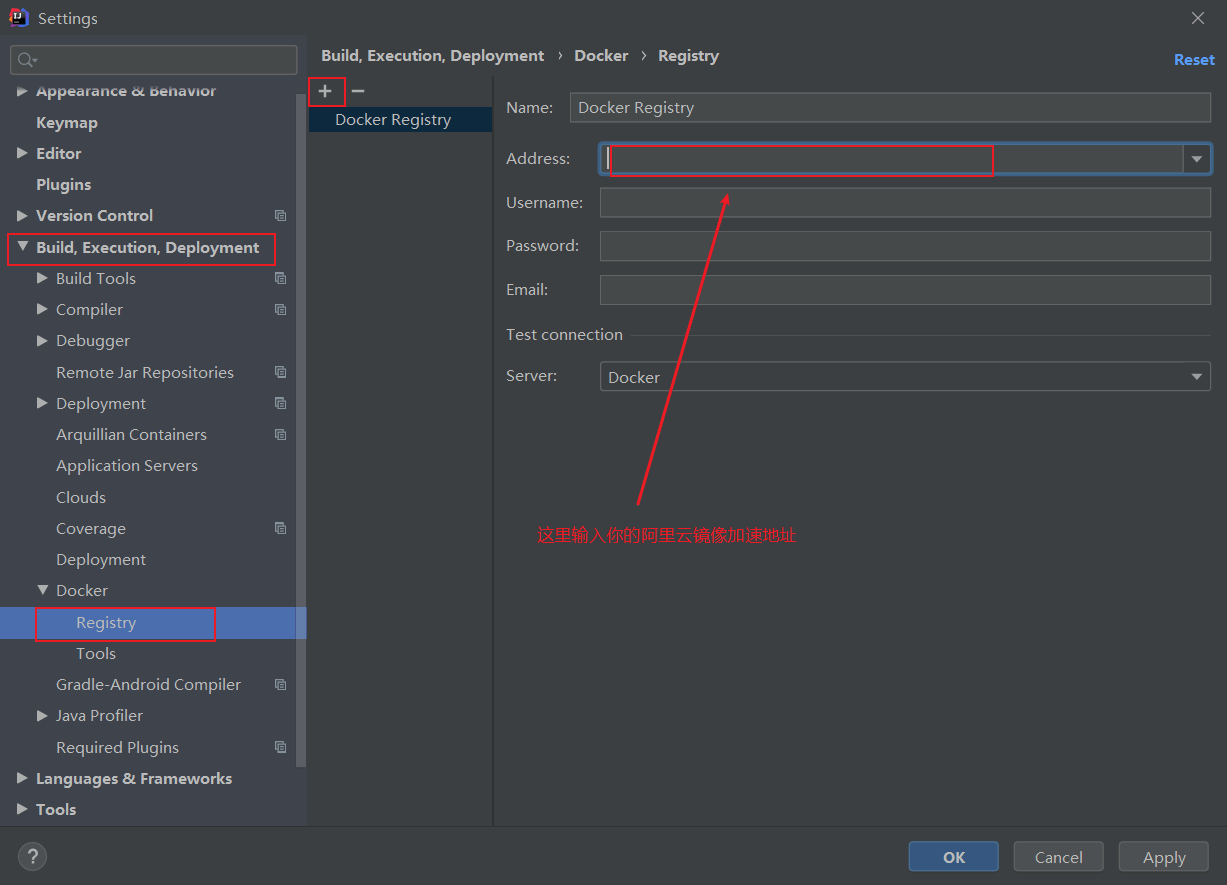 Settings
Build, Execution, Deployment › Docker › Registry
Reset
Appearance & Behavior
Keymap
Editor
Plugins
Version Control
Build, Execution, Deployment
Build Tools
Compiler
Debugger
Remote Jar Repositories
Deployment
Arquillian Containers
Application Servers
Clouds
Coverage
Deployment
Docker
Registry
Tools
Gradle-Android Compiler
Java Profiler
Required Plugins
Languages & Frameworks
Tools
Docker Registry
Name: Docker Registry
Address:
Username:
Password:
Email:
Test connection
Server: Docker
这里输入你的阿里云镜像加速地址
?
OK
Cancel
Apply